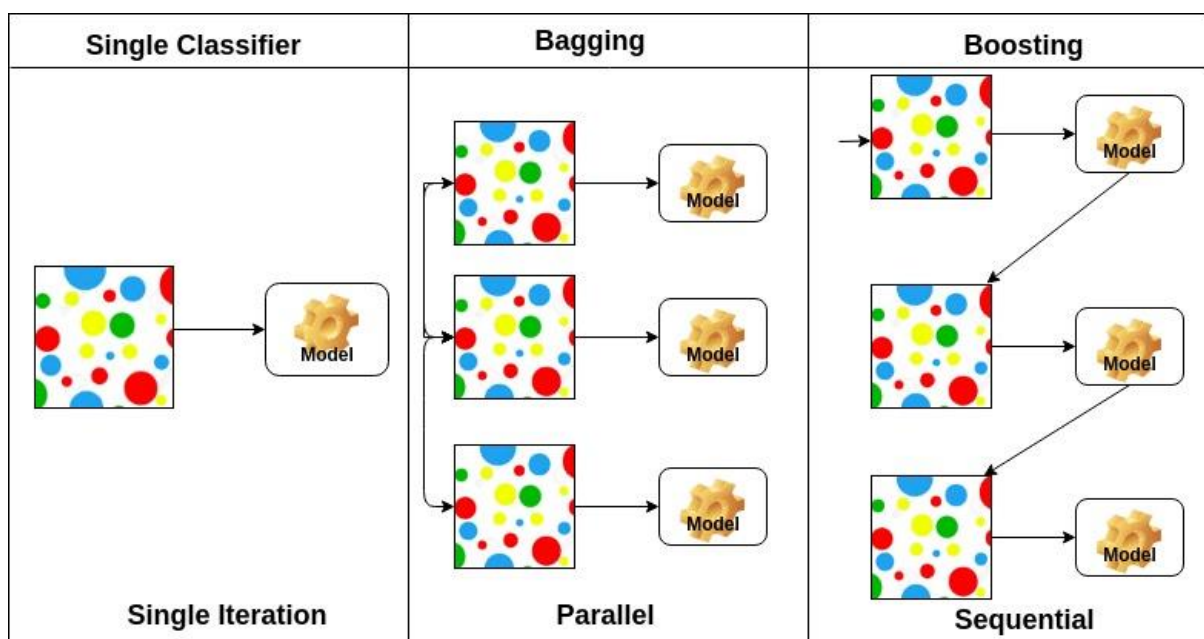 Single Classifier
Bagging
Boosting
Model
Model
Model
Model
Model
Model
Model
Single Iteration
Parallel
Sequential